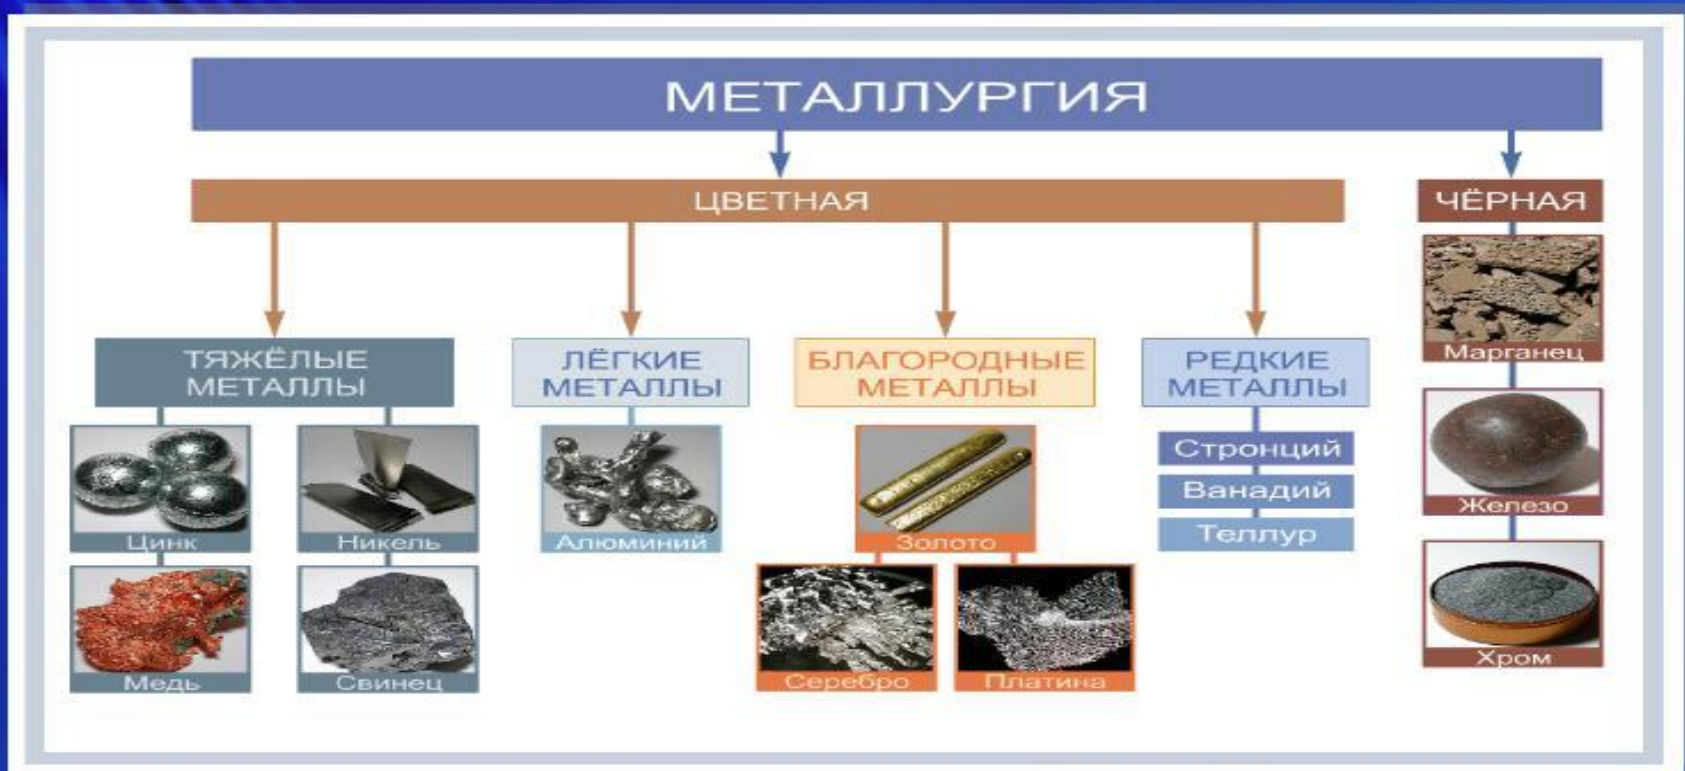 МЕТАЛЛУРГИЯ
ЦВЕТНАЯ
ЧЁРНАЯ
ТЯЖЁЛЫЕ
МЕТАЛЛЫ
Цинк
Никель
Медь
Свинец
ЛЁГКИЕ
МЕТАЛЛЫ
Алюминий
БЛАГОРОДНЫЕ
МЕТАЛЛЫ
Золото
Серебро
Платина
РЕДКИЕ
МЕТАЛЛЫ
Стронций
Ванадий
Теллур
Марганец
Железо
Хром